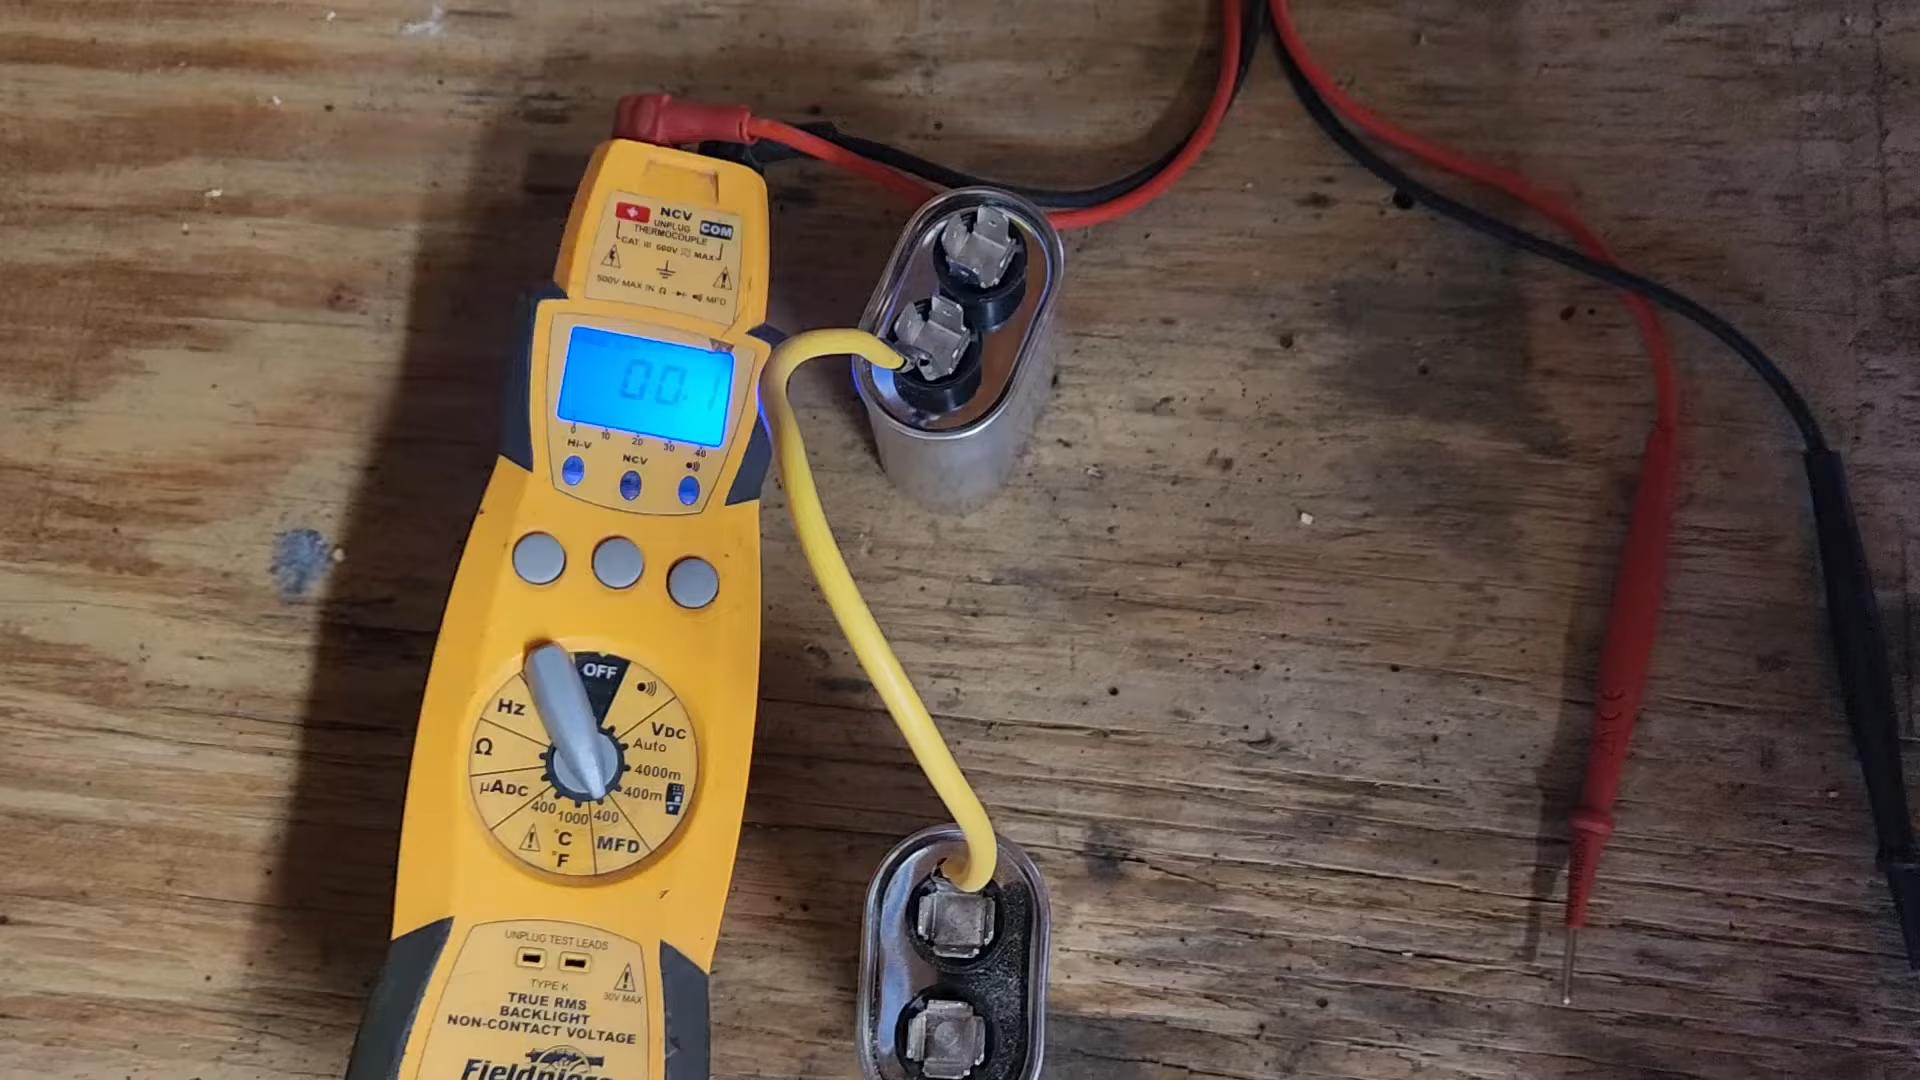 NCV
UNPLUG
THERMOCOUPLE
COM
CAT. III 600V MAX
500V MAX IN Ω MFD
00.1
0 10 20 30 40
Hi-V
NCV
OFF
Hz
VDC
Auto
Ω
4000m
µADC
400m
400
1000
400
°C
°F
MFD
UNPLUG TEST LEADS
TYPE K
30V MAX
TRUE RMS
BACKLIGHT
NON-CONTACT VOLTAGE